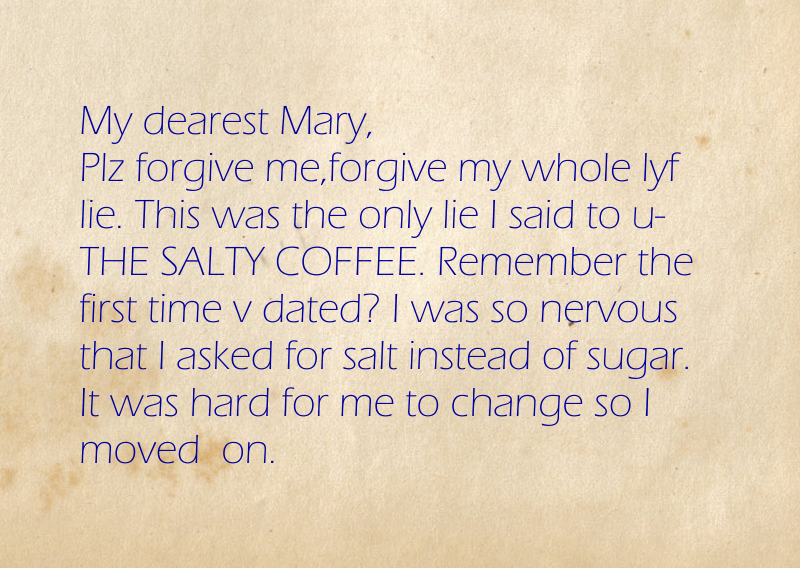 My dearest Mary,
Plz forgive me,forgive my whole lyf
lie. This was the only lie I said to u-
THE SALTY COFFEE. Remember the
first time v dated? I was so nervous
that I asked for salt instead of sugar.
It was hard for me to change so I
moved  on.